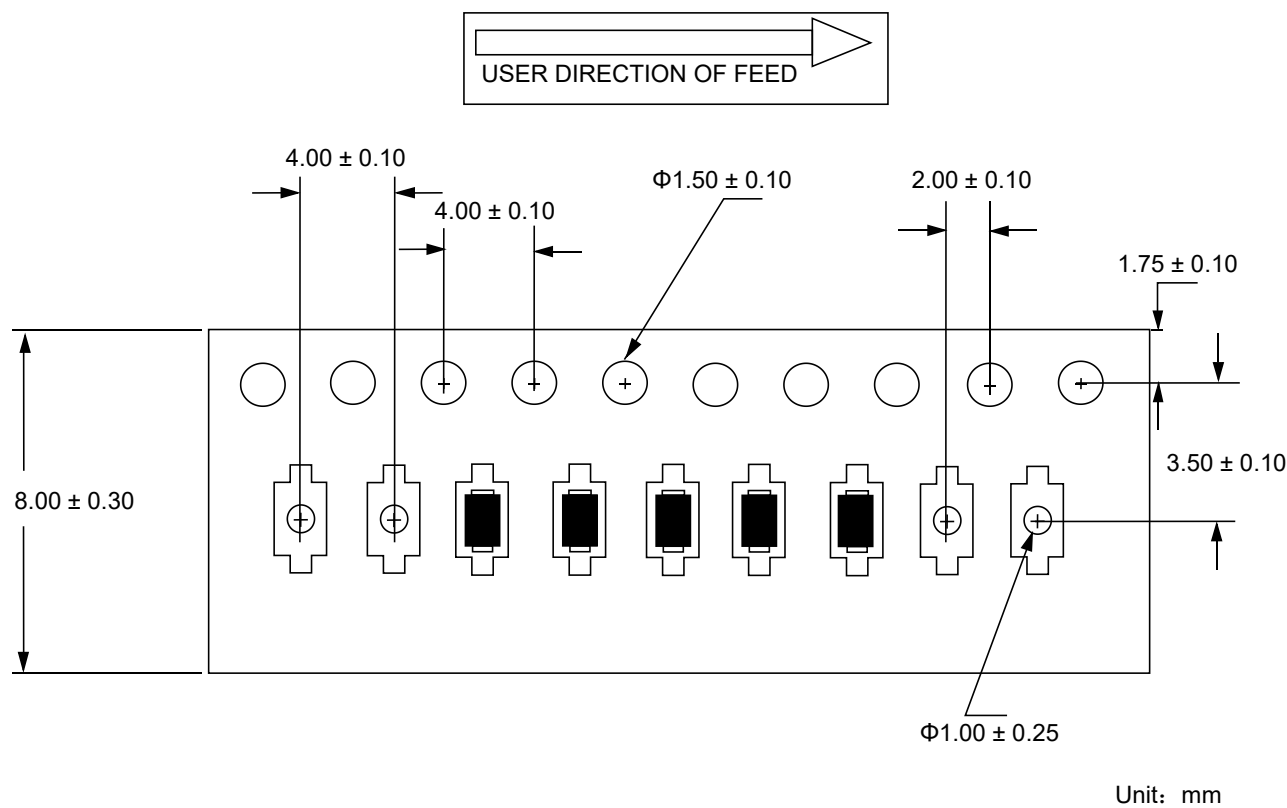 USER DIRECTION OF FEED
4.00 ± 0.10
Φ1.50 ± 0.10
2.00 ± 0.10
4.00 ± 0.10
1.75 ± 0.10
3.50 ± 0.10
8.00 ± 0.30
Φ1.00 ± 0.25
Unit：mm